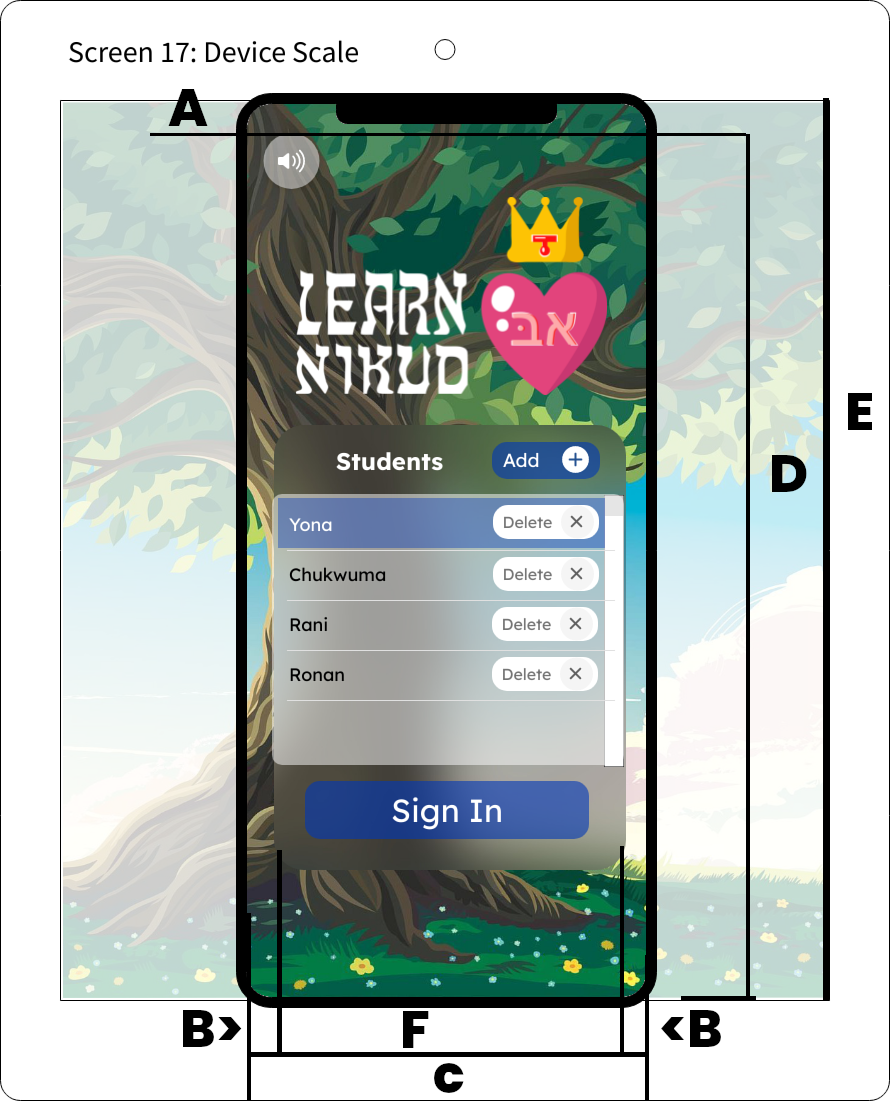 Screen 17: Device Scale
A
LEARN
NIKUD
אב
Students
Add +
E
D
Yona
Delete ×
Chukwuma
Delete ×
Rani
Delete ×
Ronan
Delete ×
Sign In
B›
F
‹B
C